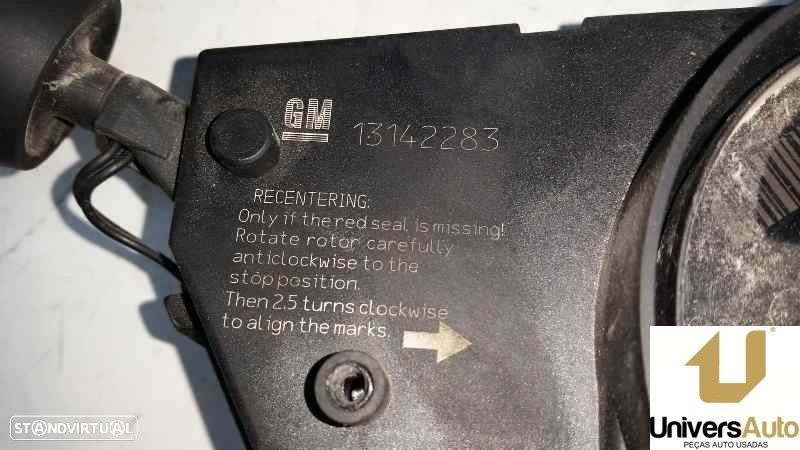 GM 13142283
RECENTERING:
Only if the red seal is missing!
Rotate rotor carefully
anticlockwise to the
stop position.
Then 2.5 turns clockwise
to align the marks.
STANDVIRTUAL
UniversAuto
PEÇAS AUTO USADAS